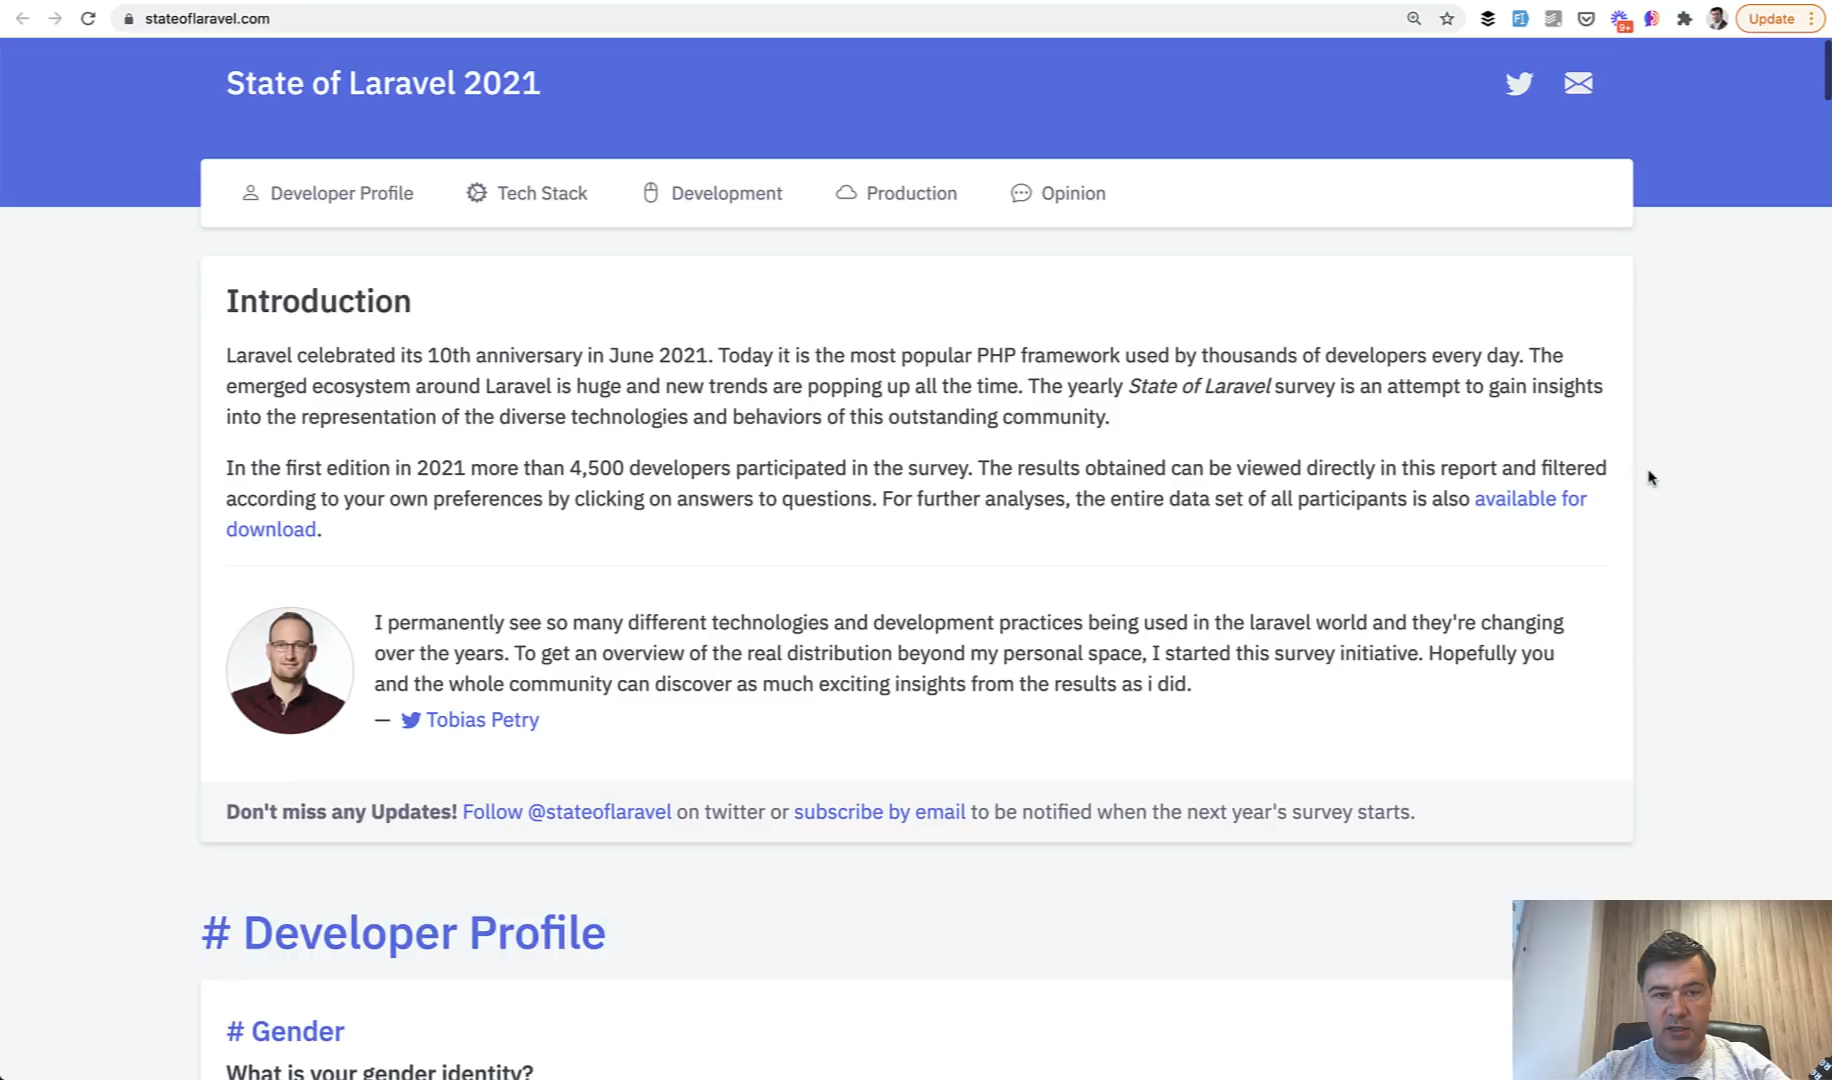 stateoflaravel.com
9+
Update
State of Laravel 2021
Developer Profile
Tech Stack
Development
Production
Opinion
Introduction
Laravel celebrated its 10th anniversary in June 2021. Today it is the most popular PHP framework used by thousands of developers every day. The
emerged ecosystem around Laravel is huge and new trends are popping up all the time. The yearly State of Laravel survey is an attempt to gain insights
into the representation of the diverse technologies and behaviors of this outstanding community.
In the first edition in 2021 more than 4,500 developers participated in the survey. The results obtained can be viewed directly in this report and filtered
according to your own preferences by clicking on answers to questions. For further analyses, the entire data set of all participants is also available for
download.
I permanently see so many different technologies and development practices being used in the laravel world and they're changing
over the years. To get an overview of the real distribution beyond my personal space, I started this survey initiative. Hopefully you
and the whole community can discover as much exciting insights from the results as i did.
— Tobias Petry
Don't miss any Updates! Follow @stateoflaravel on twitter or subscribe by email to be notified when the next year's survey starts.
# Developer Profile
# Gender
What is your gender identity?